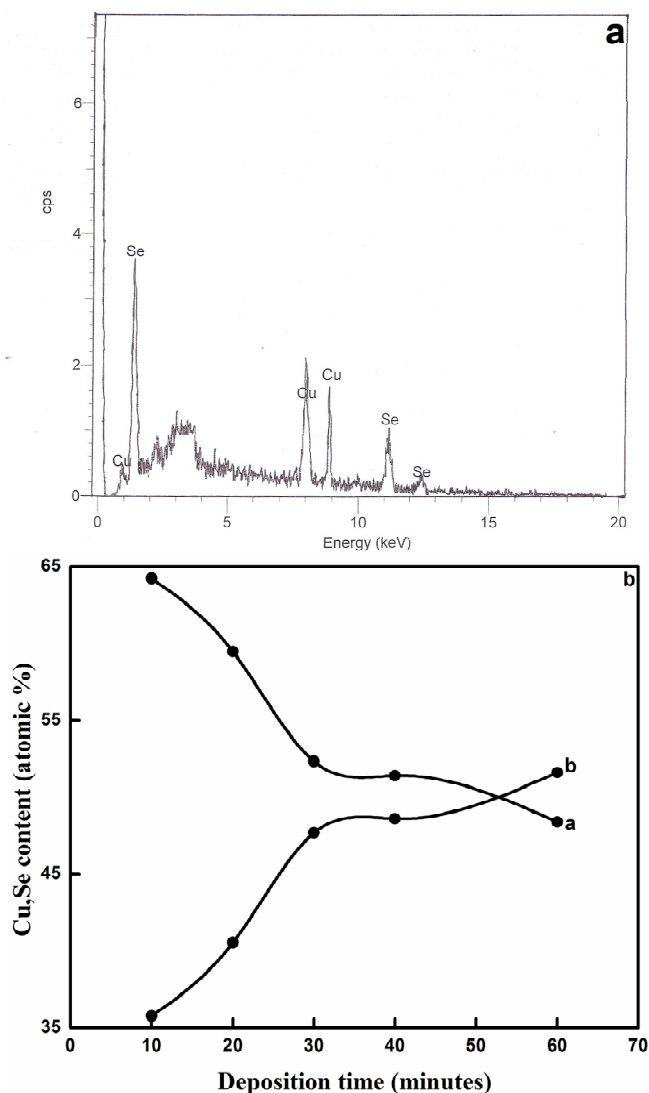 a
6
cps
4
Se
2
Cu
Cu
Se
Cu
Se
0
0 5 10 15 20
Energy (keV)
65
b
55
Cu,Se content (atomic %)
b
a
45
35
0 10 20 30 40 50 60 70
Deposition time (minutes)